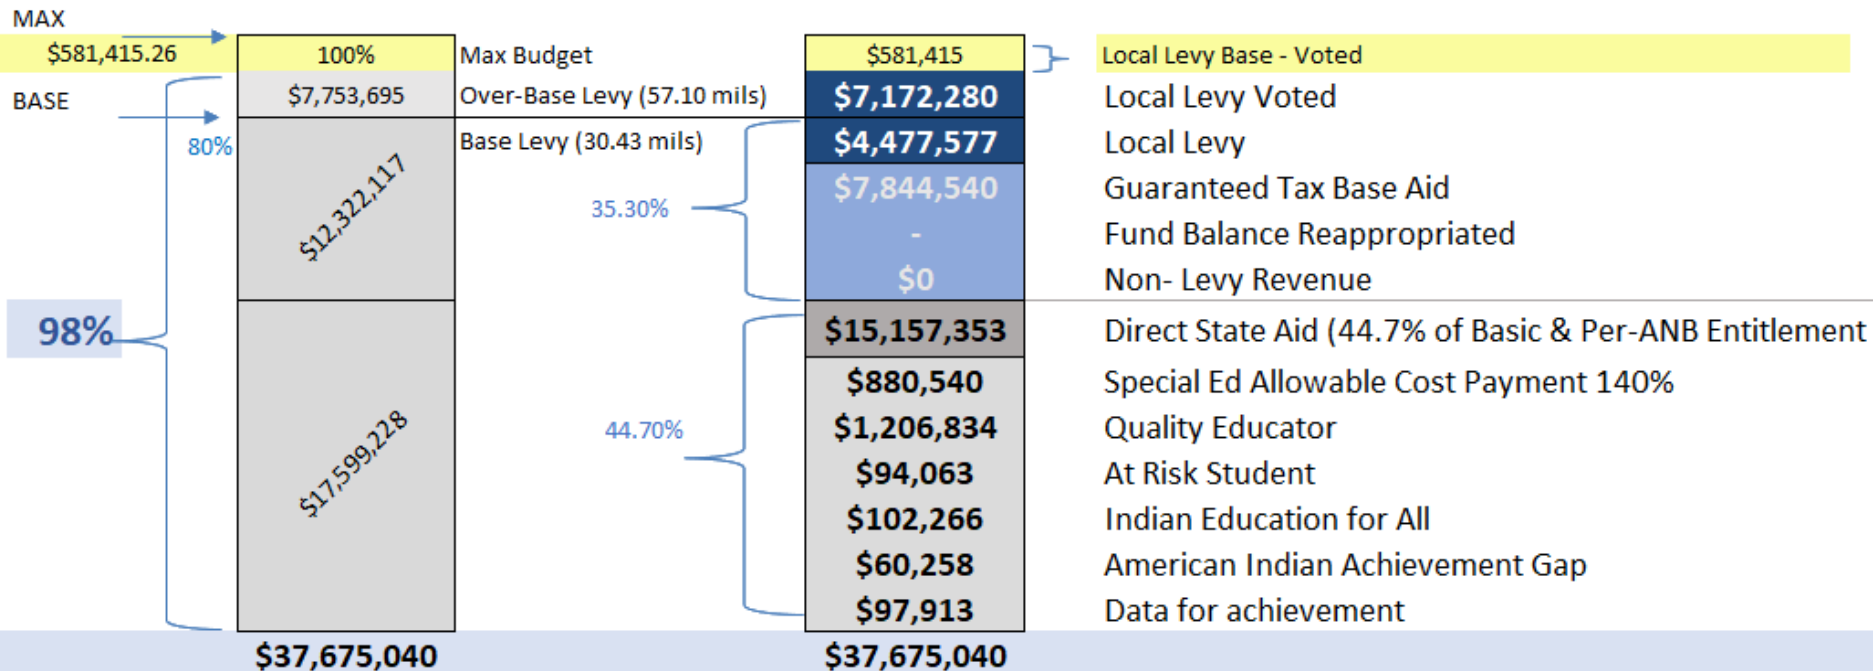 MAX
$581,415.26 100% Max Budget $581,415 Local Levy Base - Voted
BASE $7,753,695 Over-Base Levy (57.10 mils) $7,172,280 Local Levy Voted
80% Base Levy (30.43 mils) $4,477,577 Local Levy
$12,322,117 35.30% $7,844,540 Guaranteed Tax Base Aid
- Fund Balance Reappropriated
$0 Non- Levy Revenue
98% $15,157,353 Direct State Aid (44.7% of Basic & Per-ANB Entitlement
$880,540 Special Ed Allowable Cost Payment 140%
$17,599,228 44.70% $1,206,834 Quality Educator
$94,063 At Risk Student
$102,266 Indian Education for All
$60,258 American Indian Achievement Gap
$97,913 Data for achievement
$37,675,040 $37,675,040